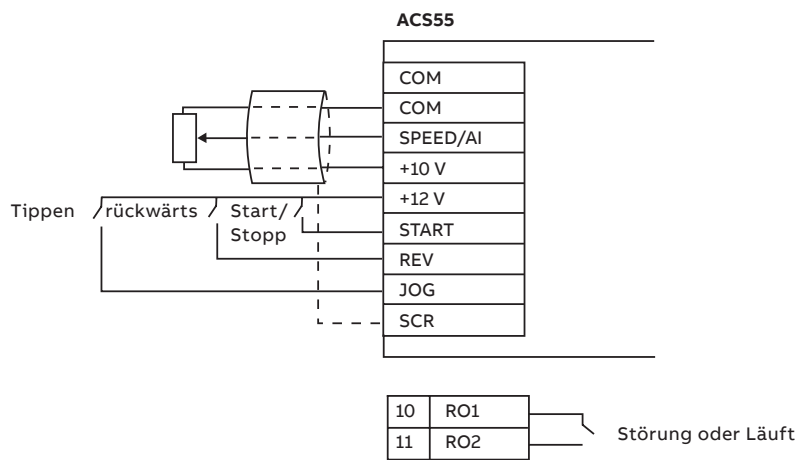 ACS55
COM
COM
SPEED/AI
+10 V
+12 V
START
REV
JOG
SCR
Tippen
rückwärts
Start/
Stopp
10 RO1
11 RO2
Störung oder Läuft